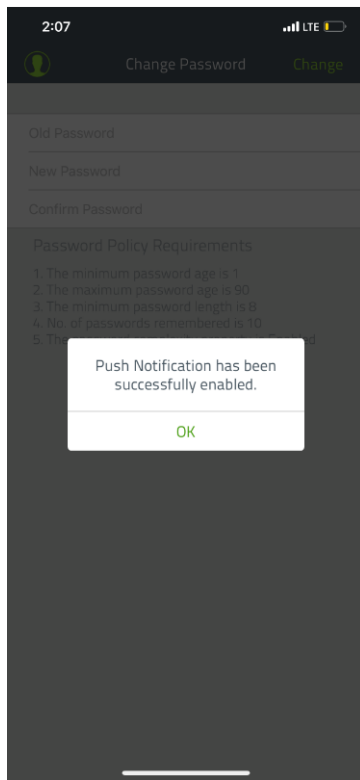 2:07
LTE
Change Password
Change
Old Password
New Password
Confirm Password
Password Policy Requirements
1. The minimum password age is 1
2. The maximum password age is 90
3. The minimum password length is 8
4. No. of passwords remembered is 10
5. The
Push Notification has been
successfully enabled.
OK